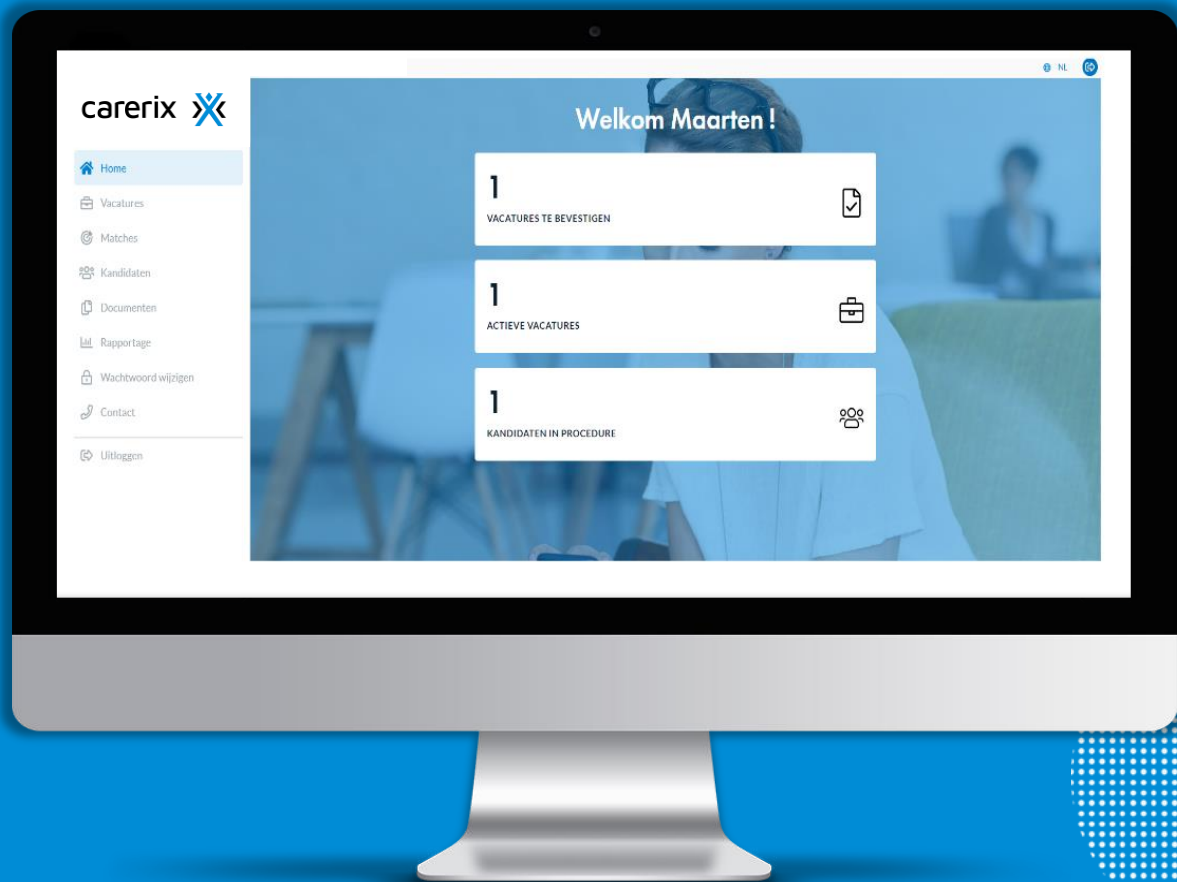 NL
carerix
Welkom Maarten !
Home
Vacatures
Matches
Kandidaten
Documenten
Rapportage
Wachtwoord wijzigen
Contact
Uitloggen
1
VACATURES TE BEVESTIGEN
1
ACTIEVE VACATURES
1
KANDIDATEN IN PROCEDURE